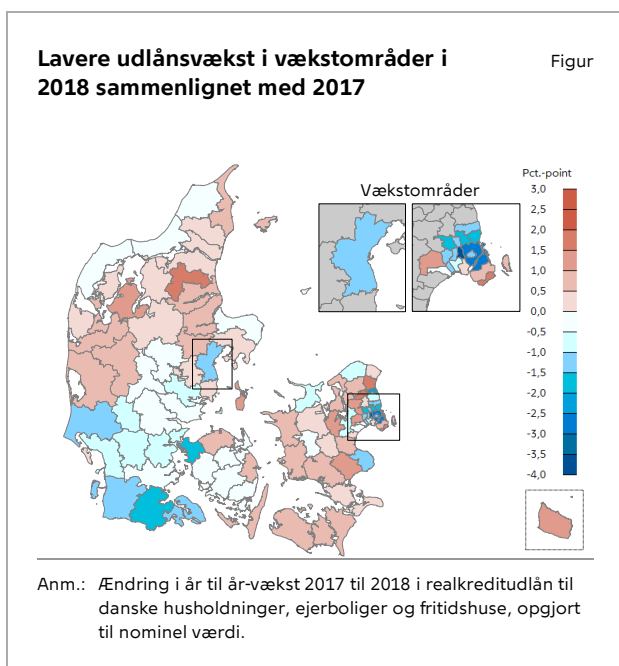 Lavere udlånsvækst i vækstområder i
2018 sammenlignet med 2017
Figur
Vækstområder
Pct.-point
3,0
2,5
2,0
1,5
1,0
0,5
0,0
-0,5
-1,0
-1,5
-2,0
-2,5
-3,0
-3,5
-4,0
Anm.: Ændring i år til år-vækst 2017 til 2018 i realkreditudlån til
danske husholdninger, ejerboliger og fritidshuse, opgjort
til nominel værdi.